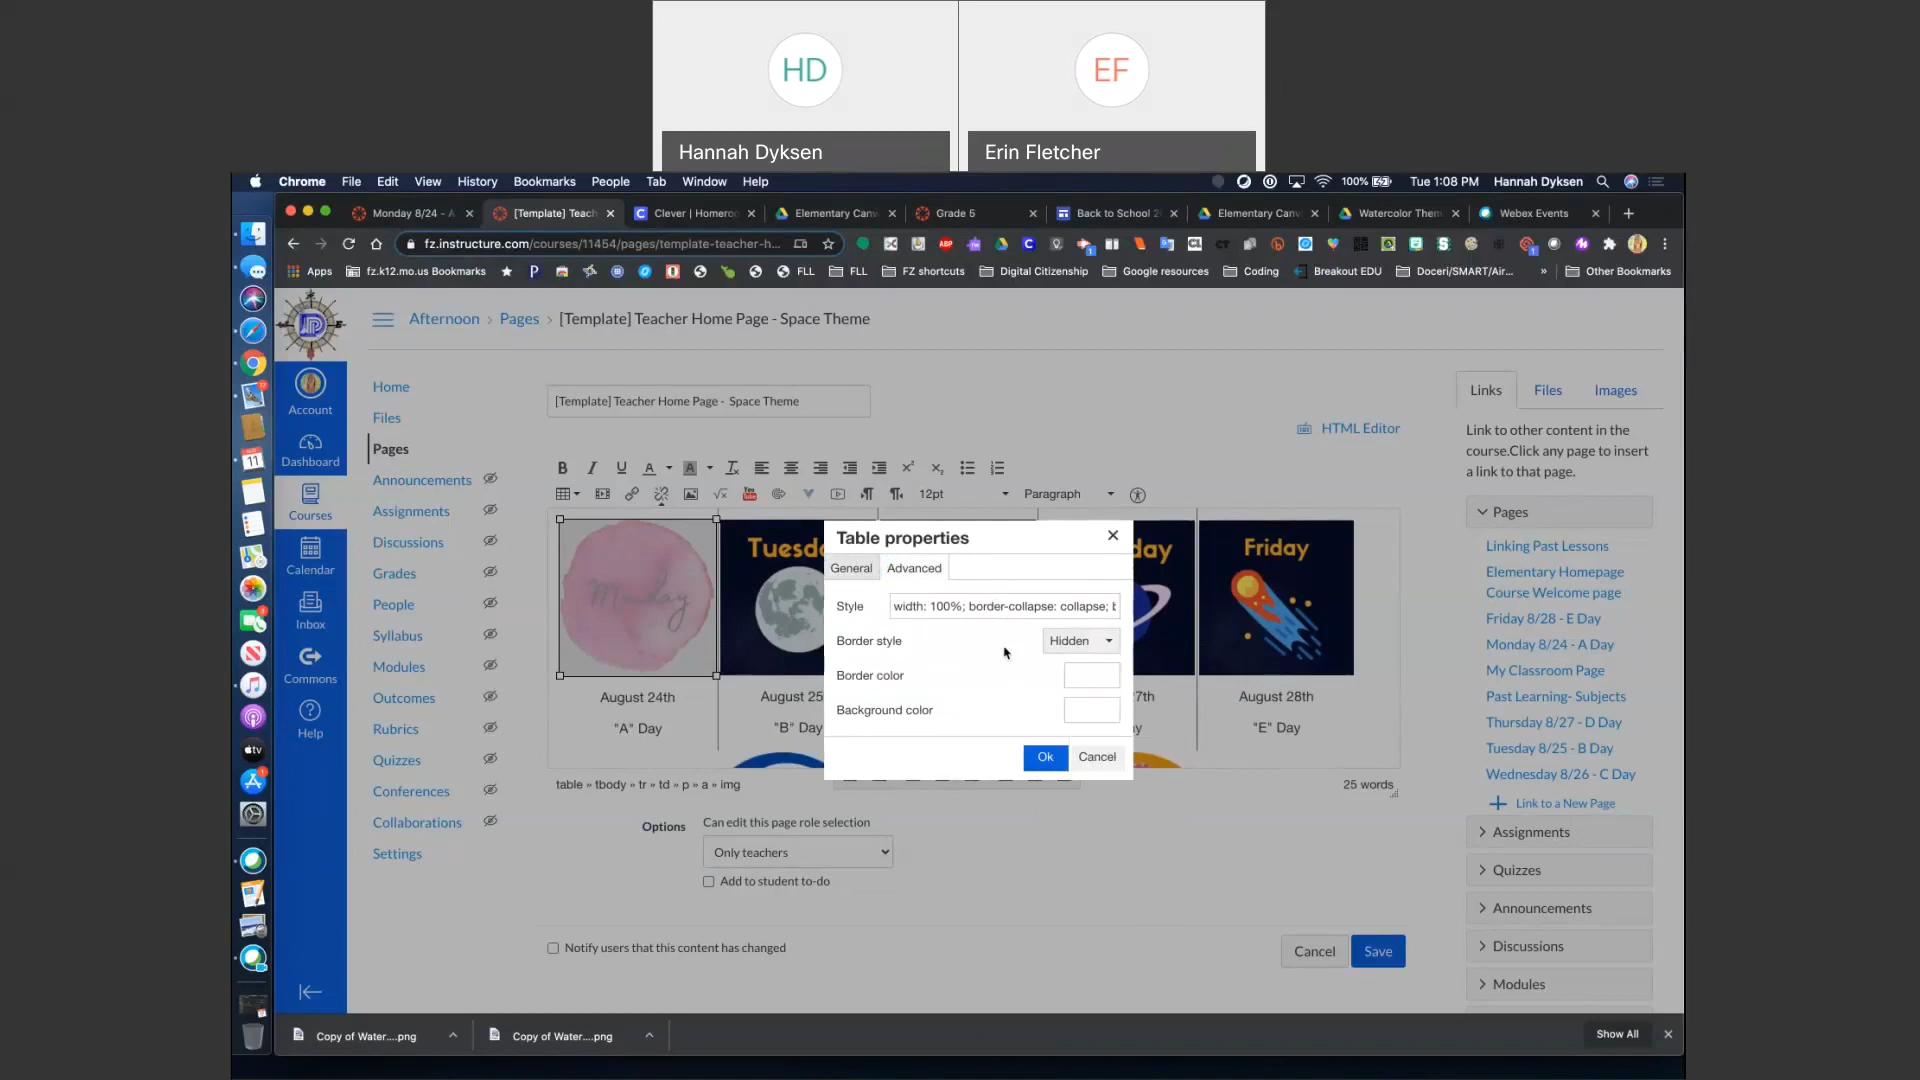 HD
EF
Hannah Dyksen
Erin Fletcher
Chrome File Edit View History Bookmarks People Tab Window Help
100% Tue 1:08 PM Hannah Dyksen
Monday 8/24 - A
[Template] Teach
Clever | Homeroo
Elementary Canv
Grade 5
Back to School 2
Elementary Canv
Watercolor Them
Webex Events
fz.instructure.com/courses/11454/pages/template-teacher-h...
Apps
fz.k12.mo.us Bookmarks
FLL
FLL
FZ shortcuts
Digital Citizenship
Google resources
Coding
Breakout EDU
Doceri/SMART/Air...
»
Other Bookmarks
Afternoon › Pages › [Template] Teacher Home Page - Space Theme
Account
Dashboard
Courses
Calendar
Inbox
Commons
Help
Home
Files
Pages
Announcements
Assignments
Discussions
Grades
People
Syllabus
Modules
Outcomes
Rubrics
Quizzes
Conferences
Collaborations
Settings
[Template] Teacher Home Page - Space Theme
HTML Editor
12pt
Paragraph
Monday
Tuesd
day
Friday
August 24th
August 25
27th
August 28th
"A" Day
"B" Day
"E" Day
Table properties
General
Advanced
Style
width: 100%; border-collapse: collapse; b
Border style
Hidden
Border color
Background color
Ok
Cancel
table » tbody » tr » td » p » a » img
25 words
Options
Can edit this page role selection
Only teachers
Add to student to-do
Notify users that this content has changed
Cancel
Save
Links
Files
Images
Link to other content in the
course.Click any page to insert
a link to that page.
Pages
Linking Past Lessons
Elementary Homepage
Course Welcome page
Friday 8/28 - E Day
Monday 8/24 - A Day
My Classroom Page
Past Learning- Subjects
Thursday 8/27 - D Day
Tuesday 8/25 - B Day
Wednesday 8/26 - C Day
Link to a New Page
Assignments
Quizzes
Announcements
Discussions
Modules
Copy of Water....png
Copy of Water....png
Show All